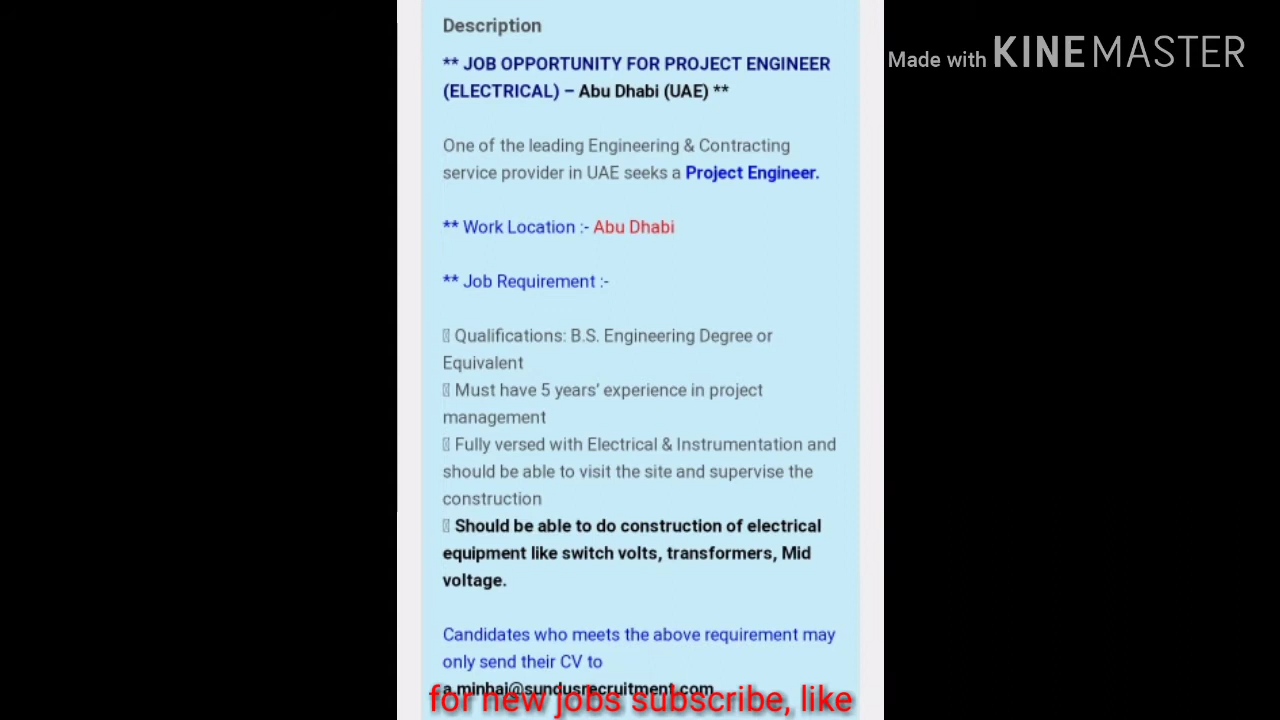 Description
** JOB OPPORTUNITY FOR PROJECT ENGINEER
(ELECTRICAL) – Abu Dhabi (UAE) **
Made with KINEMASTER
One of the leading Engineering & Contracting
service provider in UAE seeks a Project Engineer.
** Work Location :- Abu Dhabi
** Job Requirement :-
Qualifications: B.S. Engineering Degree or
Equivalent
Must have 5 years’ experience in project
management
Fully versed with Electrical & Instrumentation and
should be able to visit the site and supervise the
construction
Should be able to do construction of electrical
equipment like switch volts, transformers, Mid
voltage.
Candidates who meets the above requirement may
only send their CV to
a.minhaj@sundusrecruitment.com
for new jobs subscribe, like